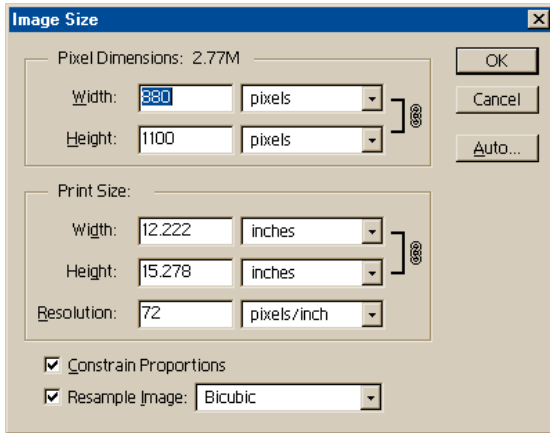 Image Size
Pixel Dimensions: 2.77M
Width: 880 pixels
Height: 1100 pixels
Print Size:
Width: 12.222 inches
Height: 15.278 inches
Resolution: 72 pixels/inch
Constrain Proportions
Resample Image: Bicubic
OK
Cancel
Auto...